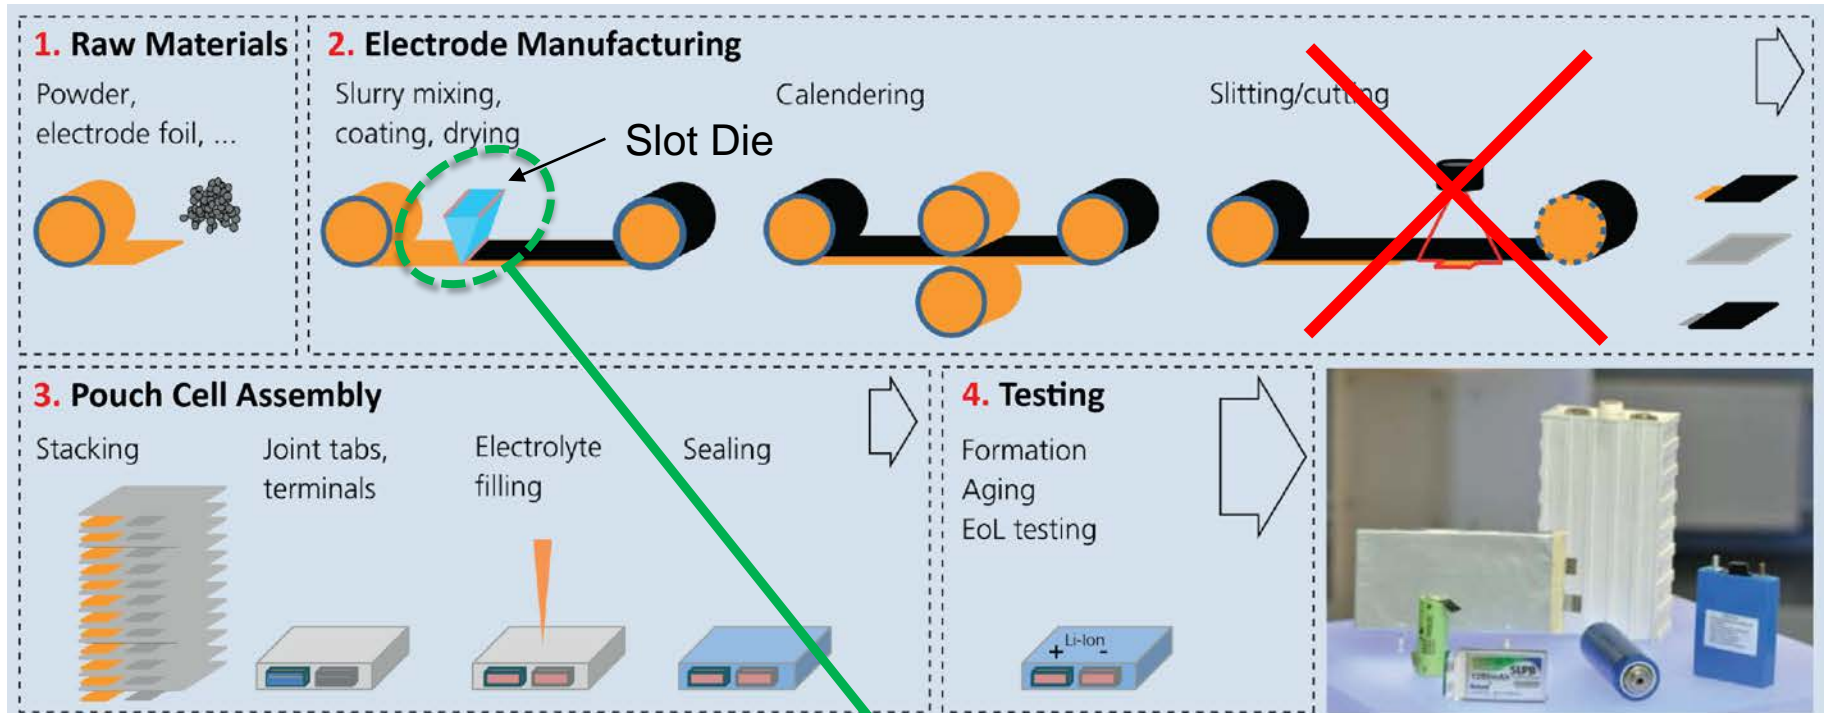 1. Raw Materials
Powder,
electrode foil, ...
2. Electrode Manufacturing
Slurry mixing,
coating, drying
Slot Die
Calendering
Slitting/cutting
3. Pouch Cell Assembly
Stacking
Joint tabs,
terminals
Electrolyte
filling
Sealing
4. Testing
Formation
Aging
EoL testing
Li-Ion
+ -
SLPB